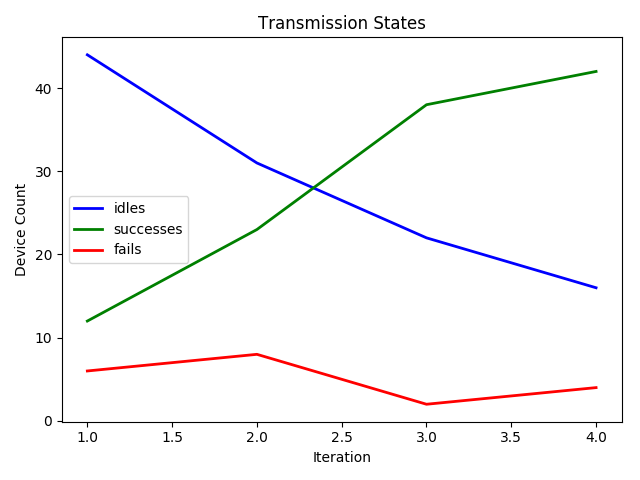 Transmission States
Device Count
40
30
20
10
0
idles
successes
fails
1.0 1.5 2.0 2.5 3.0 3.5 4.0
Iteration